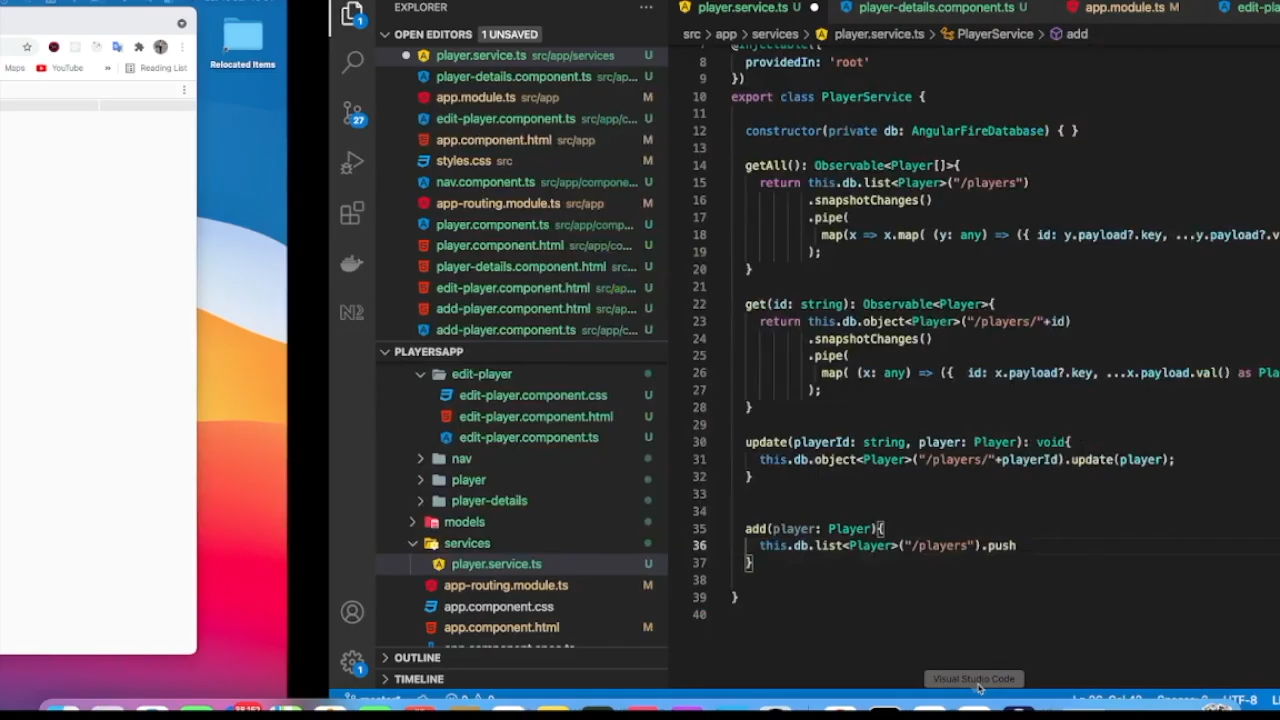 Maps
YouTube
»
Reading List
Relocated Items
EXPLORER
OPEN EDITORS
1 UNSAVED
player.service.ts src/app/services U
player-details.component.ts src/ap... U
app.module.ts src/app M
edit-player.component.ts src/app/c... U
app.component.html src/app M
styles.css src M
nav.component.ts src/app/compone... U
app-routing.module.ts src/app M
player.component.ts src/app/comp... U
player.component.html src/app/co... U
player-details.component.html src... U
edit-player.component.html src/ap... U
add-player.component.html src/ap... U
add-player.component.ts src/app/c... U
PLAYERSAPP
edit-player
edit-player.component.css U
edit-player.component.html U
edit-player.component.ts U
nav
player
player-details
models
services
player.service.ts U
app-routing.module.ts M
app.component.css
app.component.html M
OUTLINE
TIMELINE
1
27
1
player.service.ts U
player-details.component.ts U
app.module.ts M
edit-pla
src > app > services > player.service.ts > PlayerService > add
7 @Injectable({
8 providedIn: 'root'
9 })
10 export class PlayerService {
11
12 constructor(private db: AngularFireDatabase) { }
13
14 getAll(): Observable<Player[]>{
15 return this.db.list<Player>("/players")
16 .snapshotChanges()
17 .pipe(
18 map(x => x.map( (y: any) => ({ id: y.payload?.key, ...y.payload?.v
19 );
20 }
21
22 get(id: string): Observable<Player>{
23 return this.db.object<Player>("/players/"+id)
24 .snapshotChanges()
25 .pipe(
26 map( (x: any) => ({ id: x.payload?.key, ...x.payload.val() as Pla
27 );
28 }
29
30 update(playerId: string, player: Player): void{
31 this.db.object<Player>("/players/"+playerId).update(player);
32 }
33
34
35 add(player: Player){
36 this.db.list<Player>("/players").push
37 }
38
39 }
40
Visual Studio Code
UTF-8